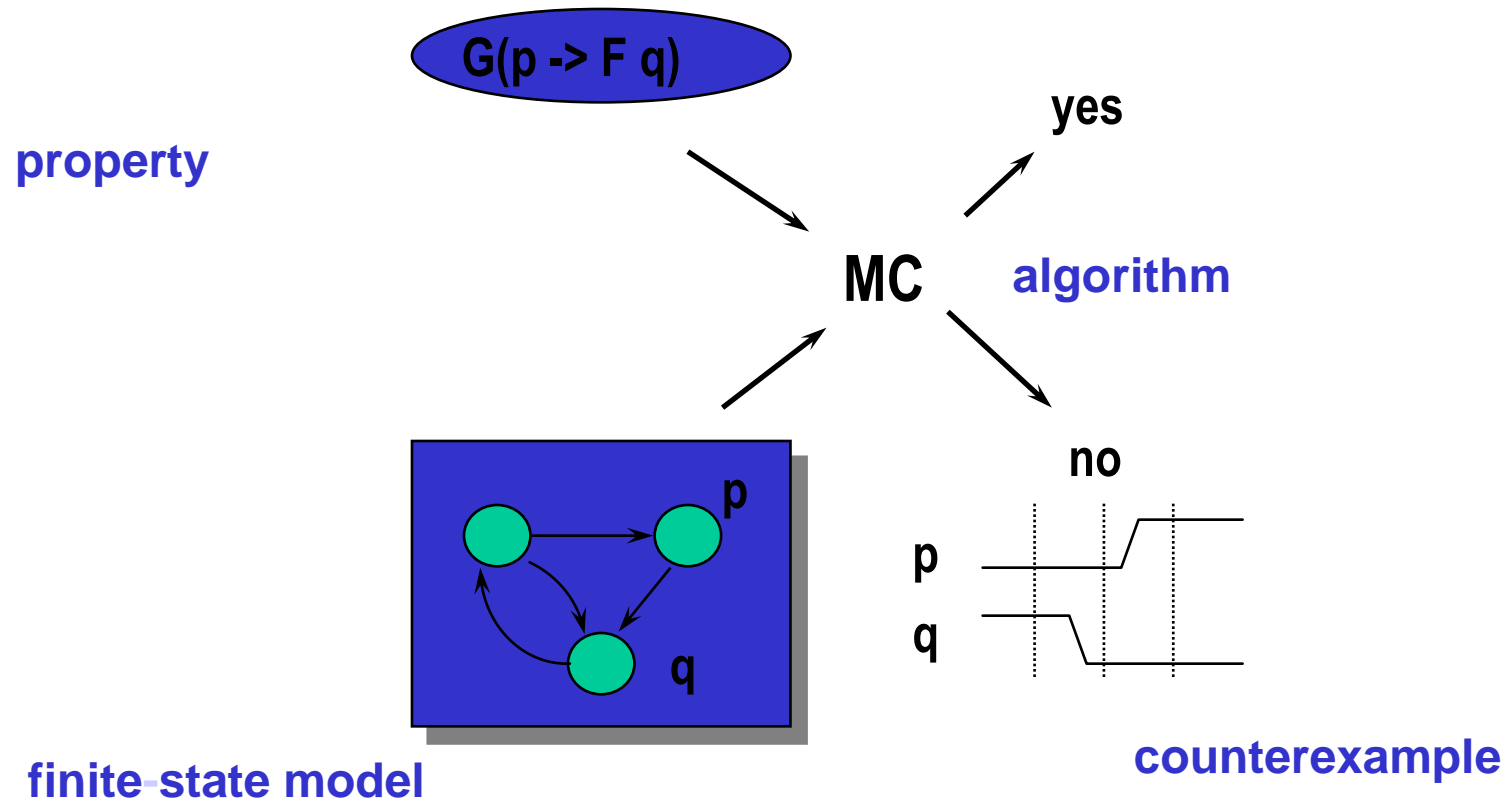 G(p -> F q)
yes
property
MC
algorithm
no
p
p
q
q
counterexample
finite-state model